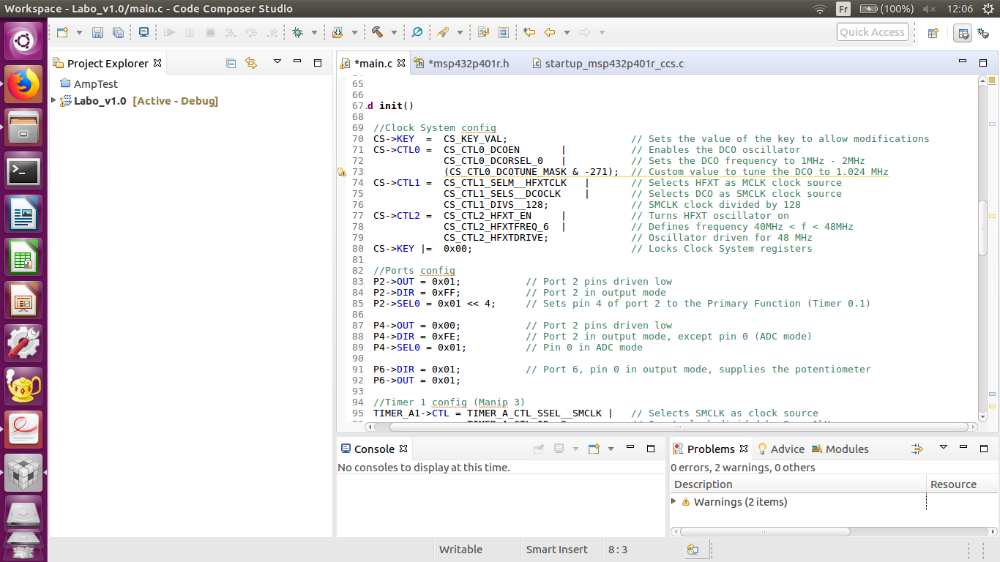 Workspace - Labo_v1.0/main.c - Code Composer Studio
Fr
(100%)
12:06
Quick Access
Project Explorer
AmpTest
Labo_v1.0 [Active - Debug]
*main.c
*msp432p401r.h
startup_msp432p401r_ccs.c
65
66
67 d init()
68
69 //Clock System config
70 CS->KEY = CS_KEY_VAL; // Sets the value of the key to allow modifications
71 CS->CTL0 = CS_CTL0_DCOEN | // Enables the DCO oscillator
72 CS_CTL0_DCORSEL_0 | // Sets the DCO frequency to 1MHz - 2MHz
73 (CS_CTL0_DCOTUNE_MASK & -271); // Custom value to tune the DCO to 1.024 MHz
74 CS->CTL1 = CS_CTL1_SELM__HFXTCLK | // Selects HFXT as MCLK clock source
75 CS_CTL1_SELS__DCOCLK | // Selects DCO as SMCLK clock source
76 CS_CTL1_DIVS__128; // SMCLK clock divided by 128
77 CS->CTL2 = CS_CTL2_HFXT_EN | // Turns HFXT oscillator on
78 CS_CTL2_HFXTFREQ_6 | // Defines frequency 40MHz < f < 48MHz
79 CS_CTL2_HFXTDRIVE; // Oscillator driven for 48 MHz
80 CS->KEY |= 0x00; // Locks Clock System registers
81
82 //Ports config
83 P2->OUT = 0x01; // Port 2 pins driven low
84 P2->DIR = 0xFF; // Port 2 in output mode
85 P2->SEL0 = 0x01 << 4; // Sets pin 4 of port 2 to the Primary Function (Timer 0.1)
86
87 P4->OUT = 0x00; // Port 2 pins driven low
88 P4->DIR = 0xFE; // Port 2 in output mode, except pin 0 (ADC mode)
89 P4->SEL0 = 0x01; // Pin 0 in ADC mode
90
91 P6->DIR = 0x01; // Port 6, pin 0 in output mode, supplies the potentiometer
92 P6->OUT = 0x01;
93
94 //Timer 1 config (Manip 3)
95 TIMER_A1->CTL = TIMER_A_CTL_SSEL__SMCLK | // Selects SMCLK as clock source
Console
No consoles to display at this time.
Problems
Advice
Modules
0 errors, 2 warnings, 0 others
Description
Resource
Warnings (2 items)
Writable
Smart Insert
8 : 3